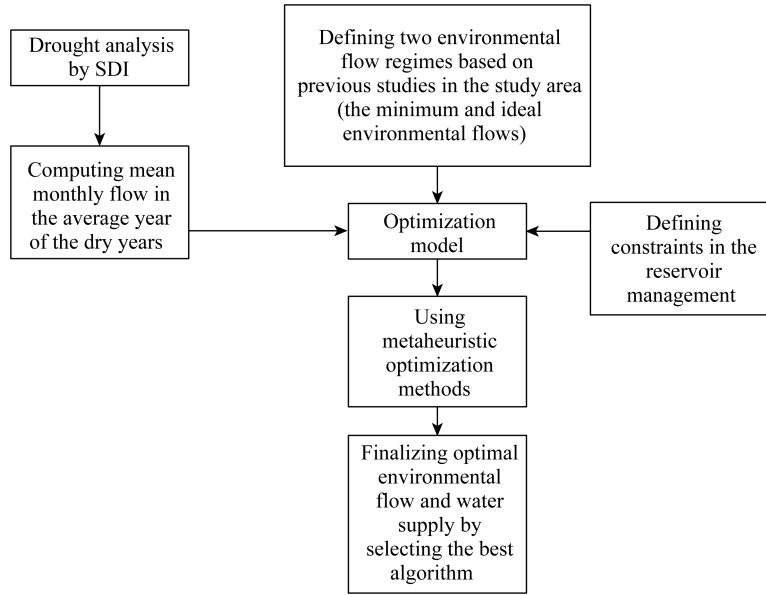 Drought analysis
by SDI
Defining two environmental
flow regimes based on
previous studies in the study area
(the minimum and ideal
environmental flows)
Computing mean
monthly flow in
the average year
of the dry years
Optimization
model
Defining
constraints in the
reservoir
management
Using
metaheuristic
optimization
methods
Finalizing optimal
environmental
flow and water
supply by
selecting the best
algorithm